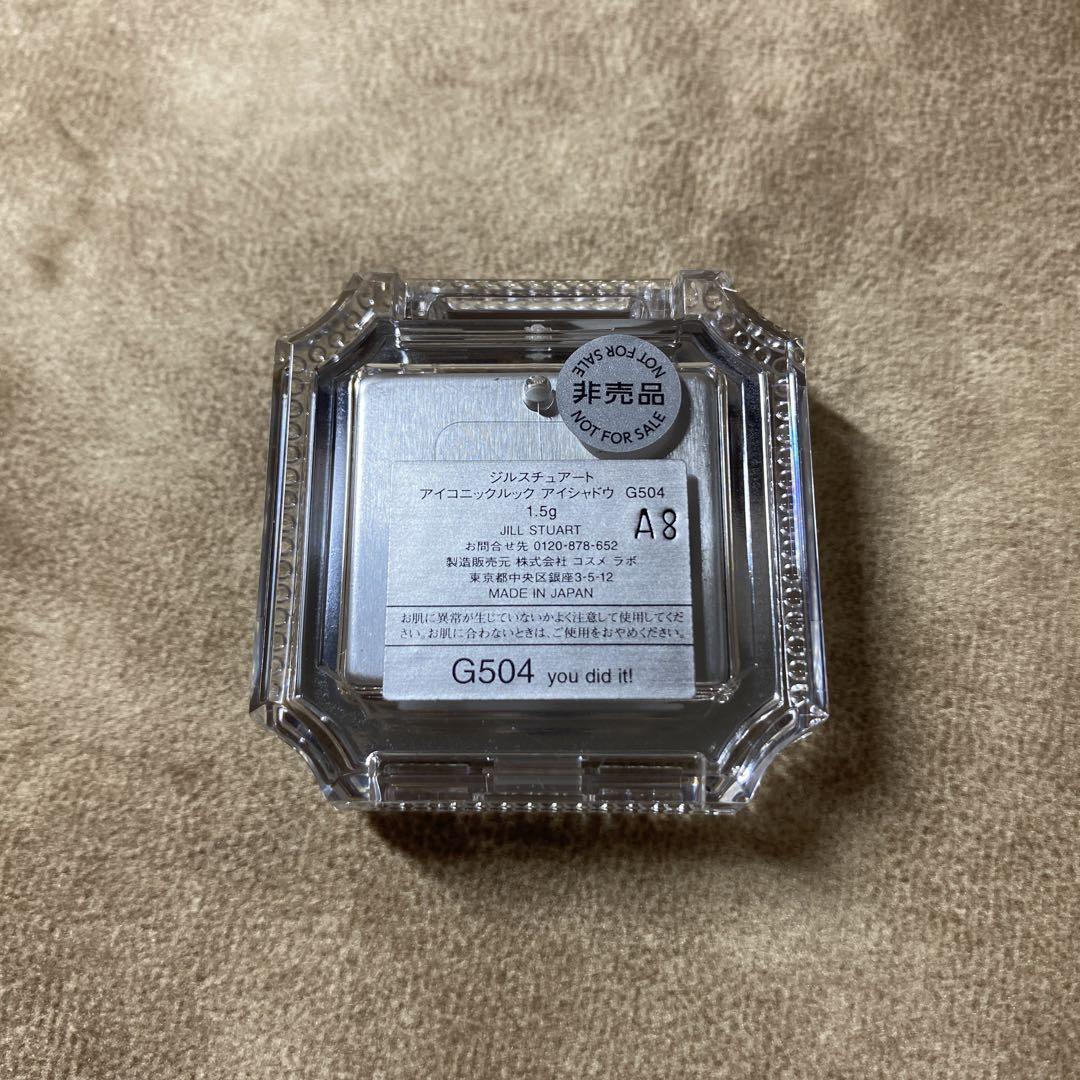 NOT FOR SALE
非売品
NOT FOR SALE
ジルスチュアート
アイコニックルック アイシャドウ G504
1.5g
A8
JILL STUART
お問合せ先 0120-878-652
製造販売元 株式会社 コスメ ラボ
東京都中央区銀座3-5-12
MADE IN JAPAN
お肌に異常が生じていないかよく注意して使用してくだ
さい。お肌に合わないときは、ご使用をおやめください。
G504 you did it!